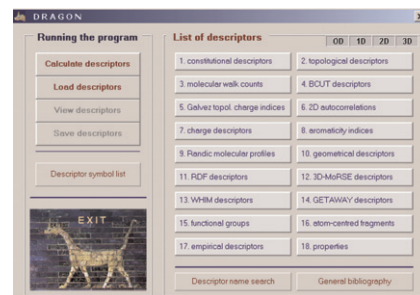 DRAGON
Running the program
Calculate descriptors
Load descriptors
View descriptors
Save descriptors
Descriptor symbol list
EXIT
List of descriptors
0D 1D 2D 3D
1. constitutional descriptors
2. topological descriptors
3. molecular walk counts
4. BCUT descriptors
5. Galvez topol. charge indices
6. 2D autocorrelations
7. charge descriptors
8. aromaticity indices
9. Randic molecular profiles
10. geometrical descriptors
11. RDF descriptors
12. 3D-MoRSE descriptors
13. WHIM descriptors
14. GETAWAY descriptors
15. functional groups
16. atom-centred fragments
17. empirical descriptors
18. properties
Descriptor name search
General bibliography